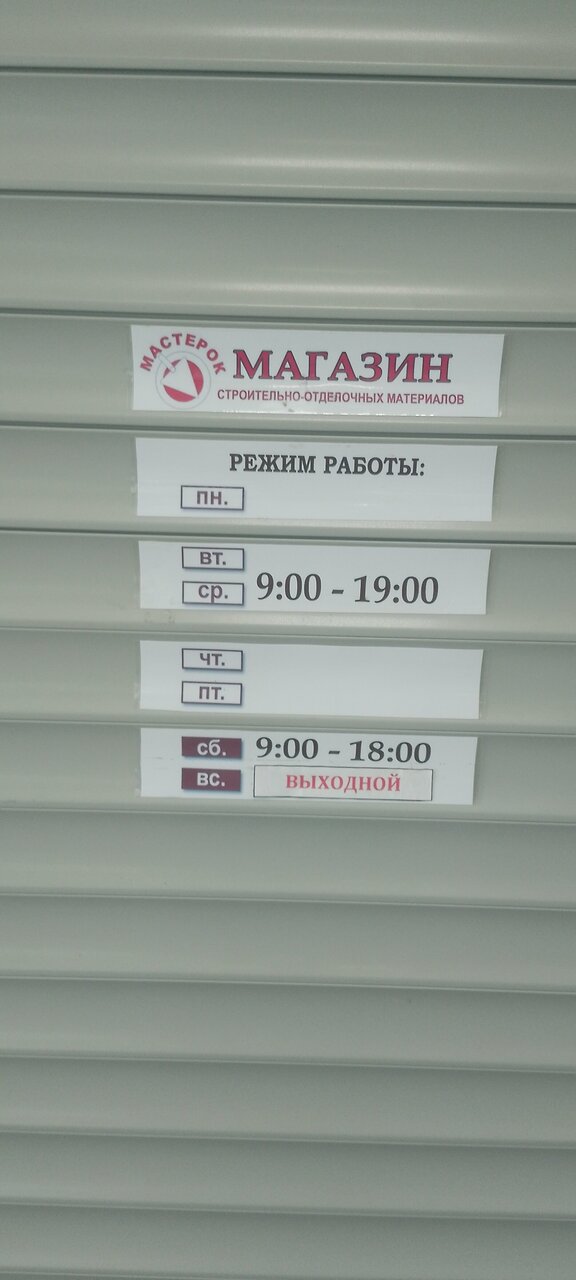 МАСТЕРОК
МАГАЗИН
СТРОИТЕЛЬНО-ОТДЕЛОЧНЫХ МАТЕРИАЛОВ
РЕЖИМ РАБОТЫ:
ПН.
ВТ.
СР. 9:00 - 19:00
ЧТ.
ПТ.
СБ. 9:00 - 18:00
ВС. ВЫХОДНОЙ